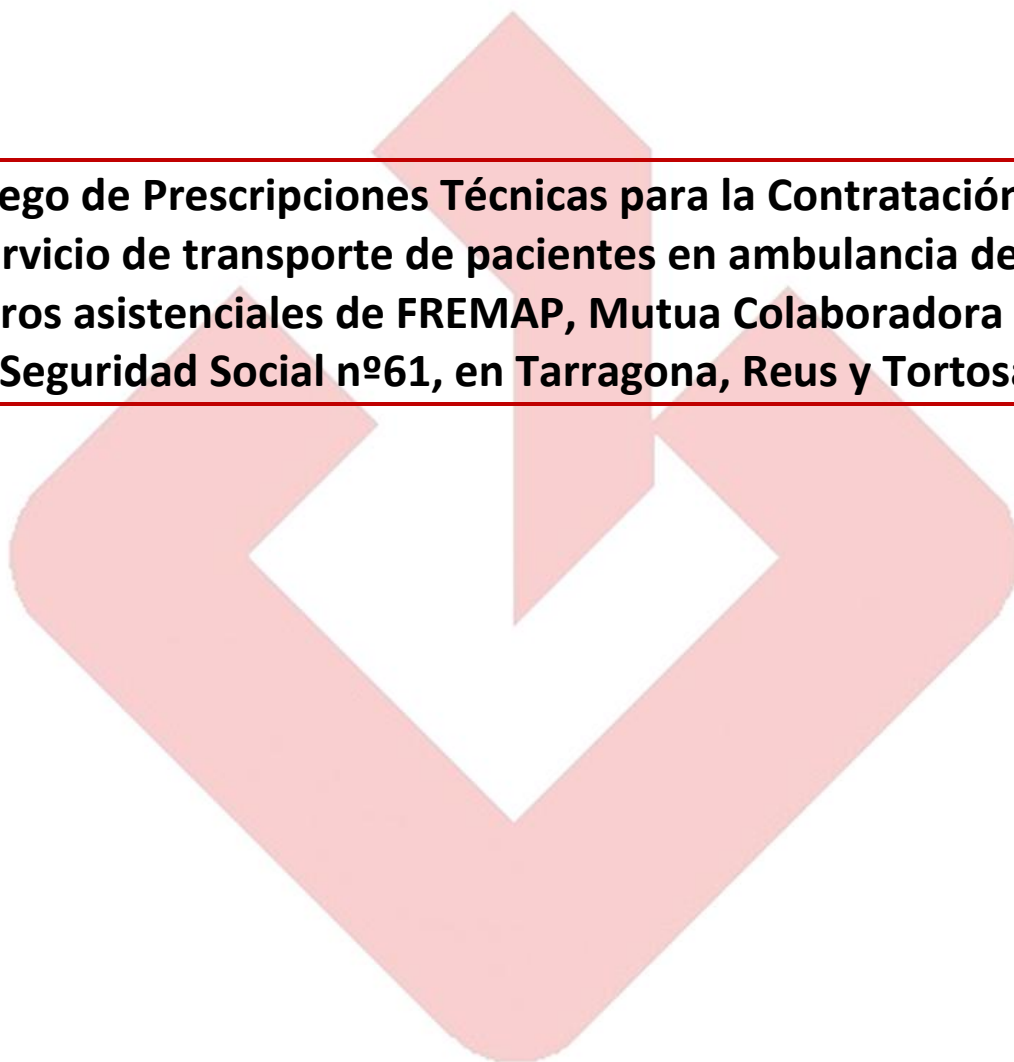 ego de Prescripciones Técnicas para la Contratación
rvicio de transporte de pacientes en ambulancia de
ros asistenciales de FREMAP, Mutua Colaboradora
Seguridad Social nº61, en Tarragona, Reus y Tortosa